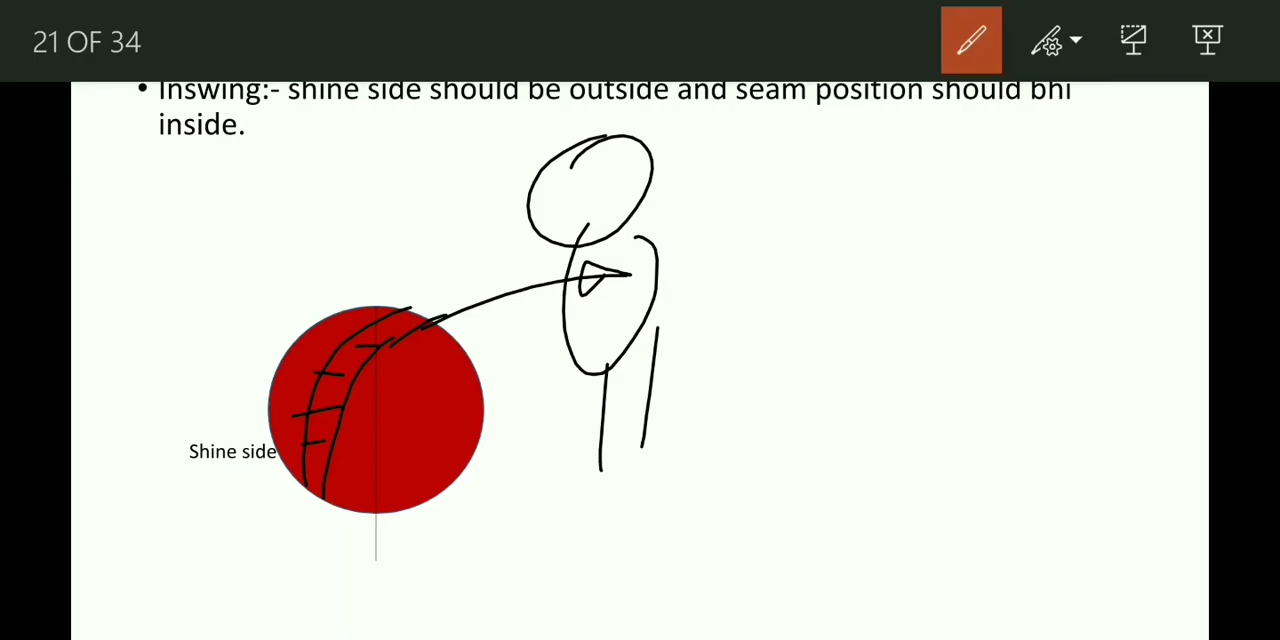 21 OF 34
• Inswing:- shine side should be outside and seam position should bhi
inside.
Shine side